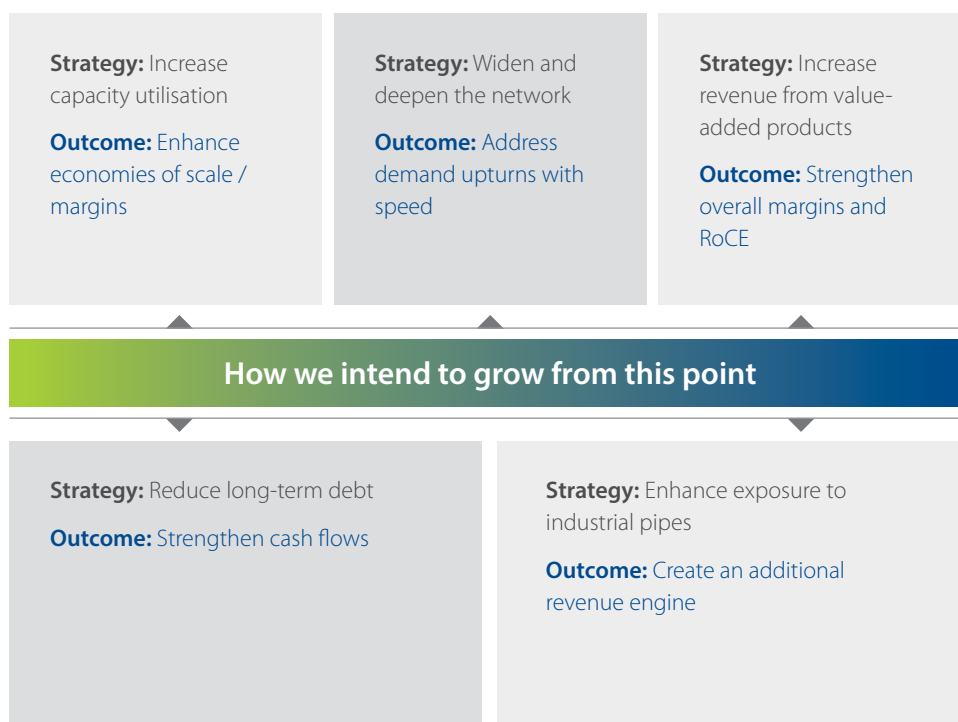 Strategy: Increase
capacity utilisation
Outcome: Enhance
economies of scale /
margins
Strategy: Widen and
deepen the network
Outcome: Address
demand upturns with
speed
Strategy: Increase
revenue from value-
added products
Outcome: Strengthen
overall margins and
RoCE
How we intend to grow from this point
Strategy: Reduce long-term debt
Outcome: Strengthen cash flows
Strategy: Enhance exposure to
industrial pipes
Outcome: Create an additional
revenue engine